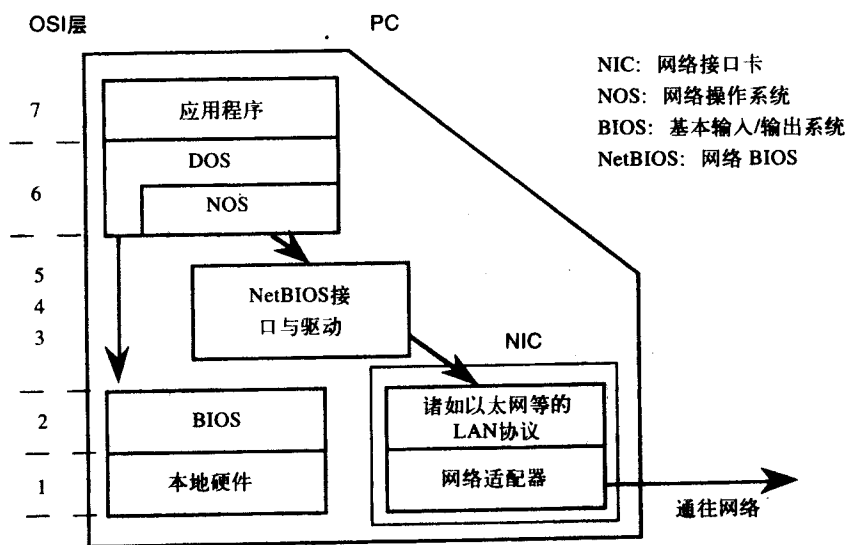 OSI层
PC
NIC: 网络接口卡
NOS: 网络操作系统
BIOS: 基本输入/输出系统
NetBIOS: 网络 BIOS
7
应用程序
DOS
6
NOS
5
4
3
NetBIOS接
口与驱动
NIC
2
BIOS
诸如以太网等的
LAN协议
1
本地硬件
网络适配器
通往网络